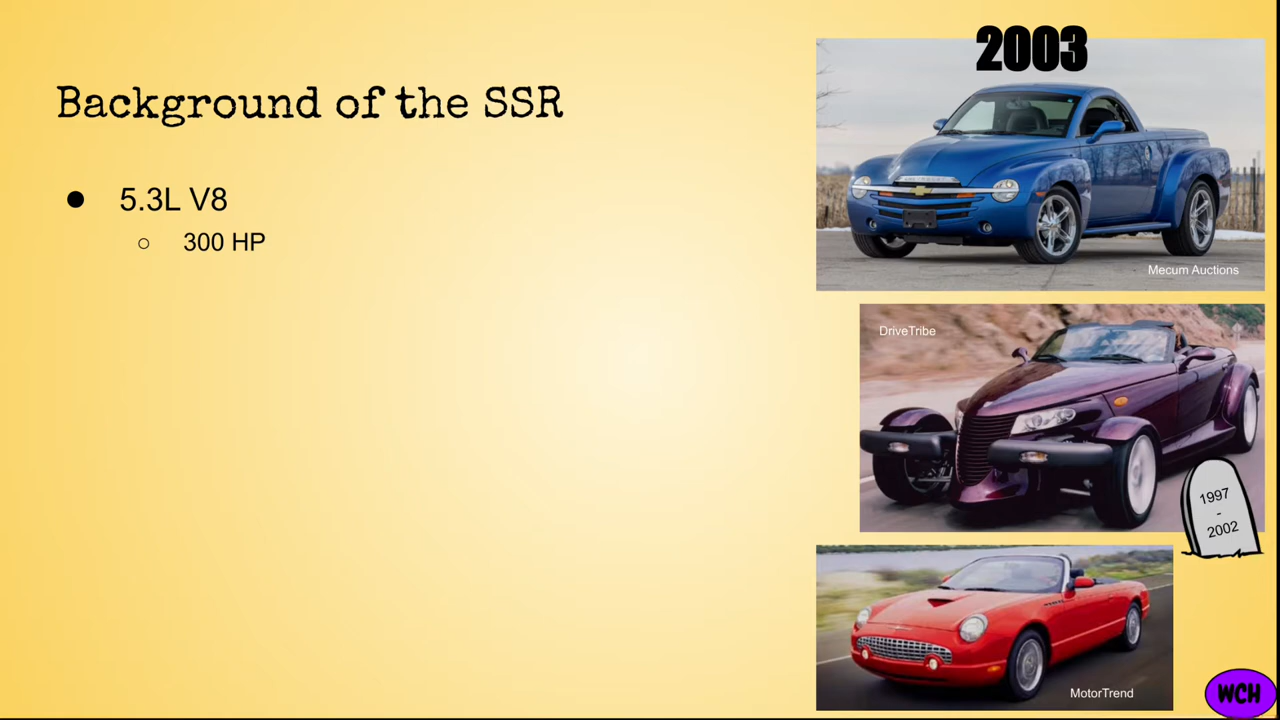 Background of the SSR
● 5.3L V8
○ 300 HP
2003
Mecum Auctions
DriveTribe
1997
-
2002
MotorTrend
WCH